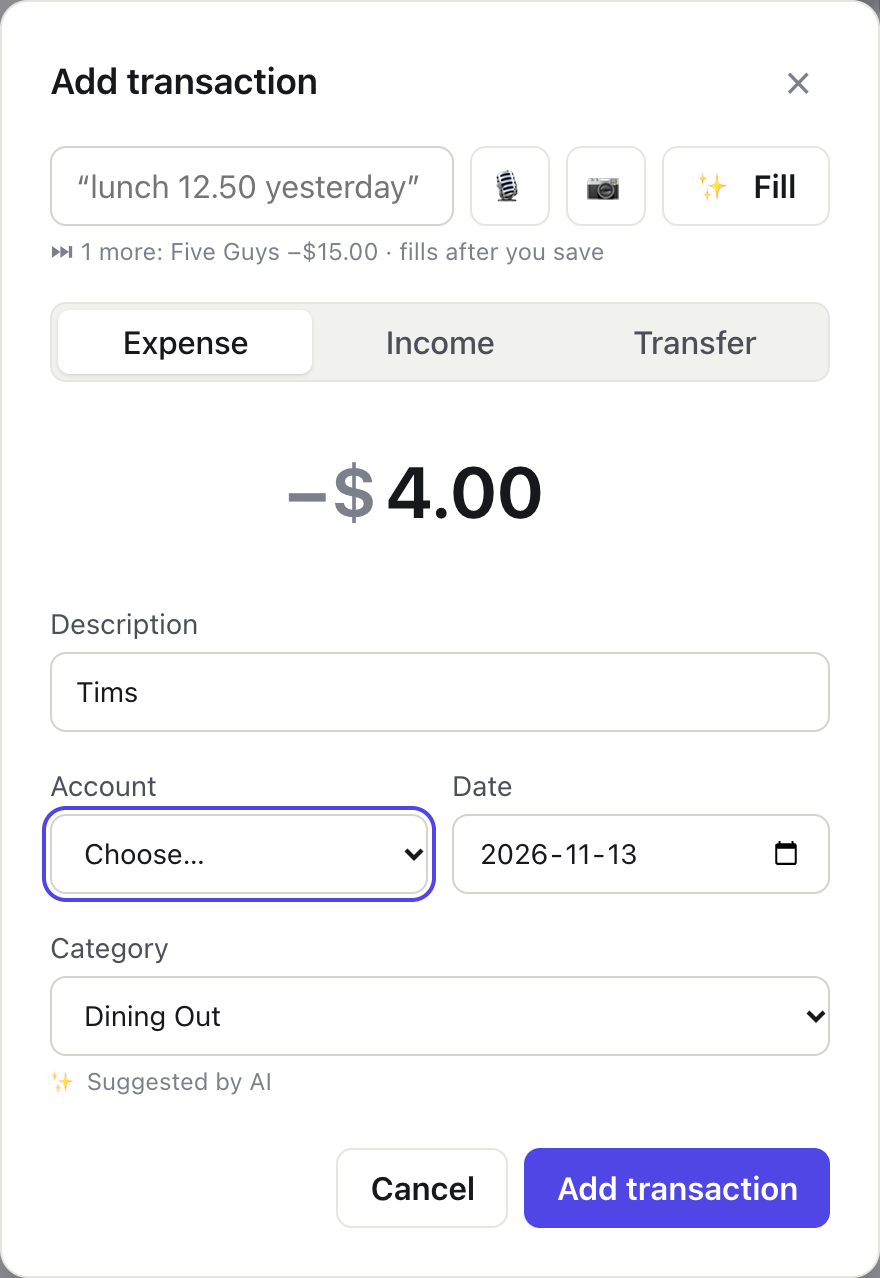 Add transaction
“lunch 12.50 yesterday” Fill
1 more: Five Guys −$15.00 · fills after you save
Expense Income Transfer
−$ 4.00
Description
Tims
Account Date
Choose... 2026-11-13
Category
Dining Out
Suggested by AI
Cancel Add transaction